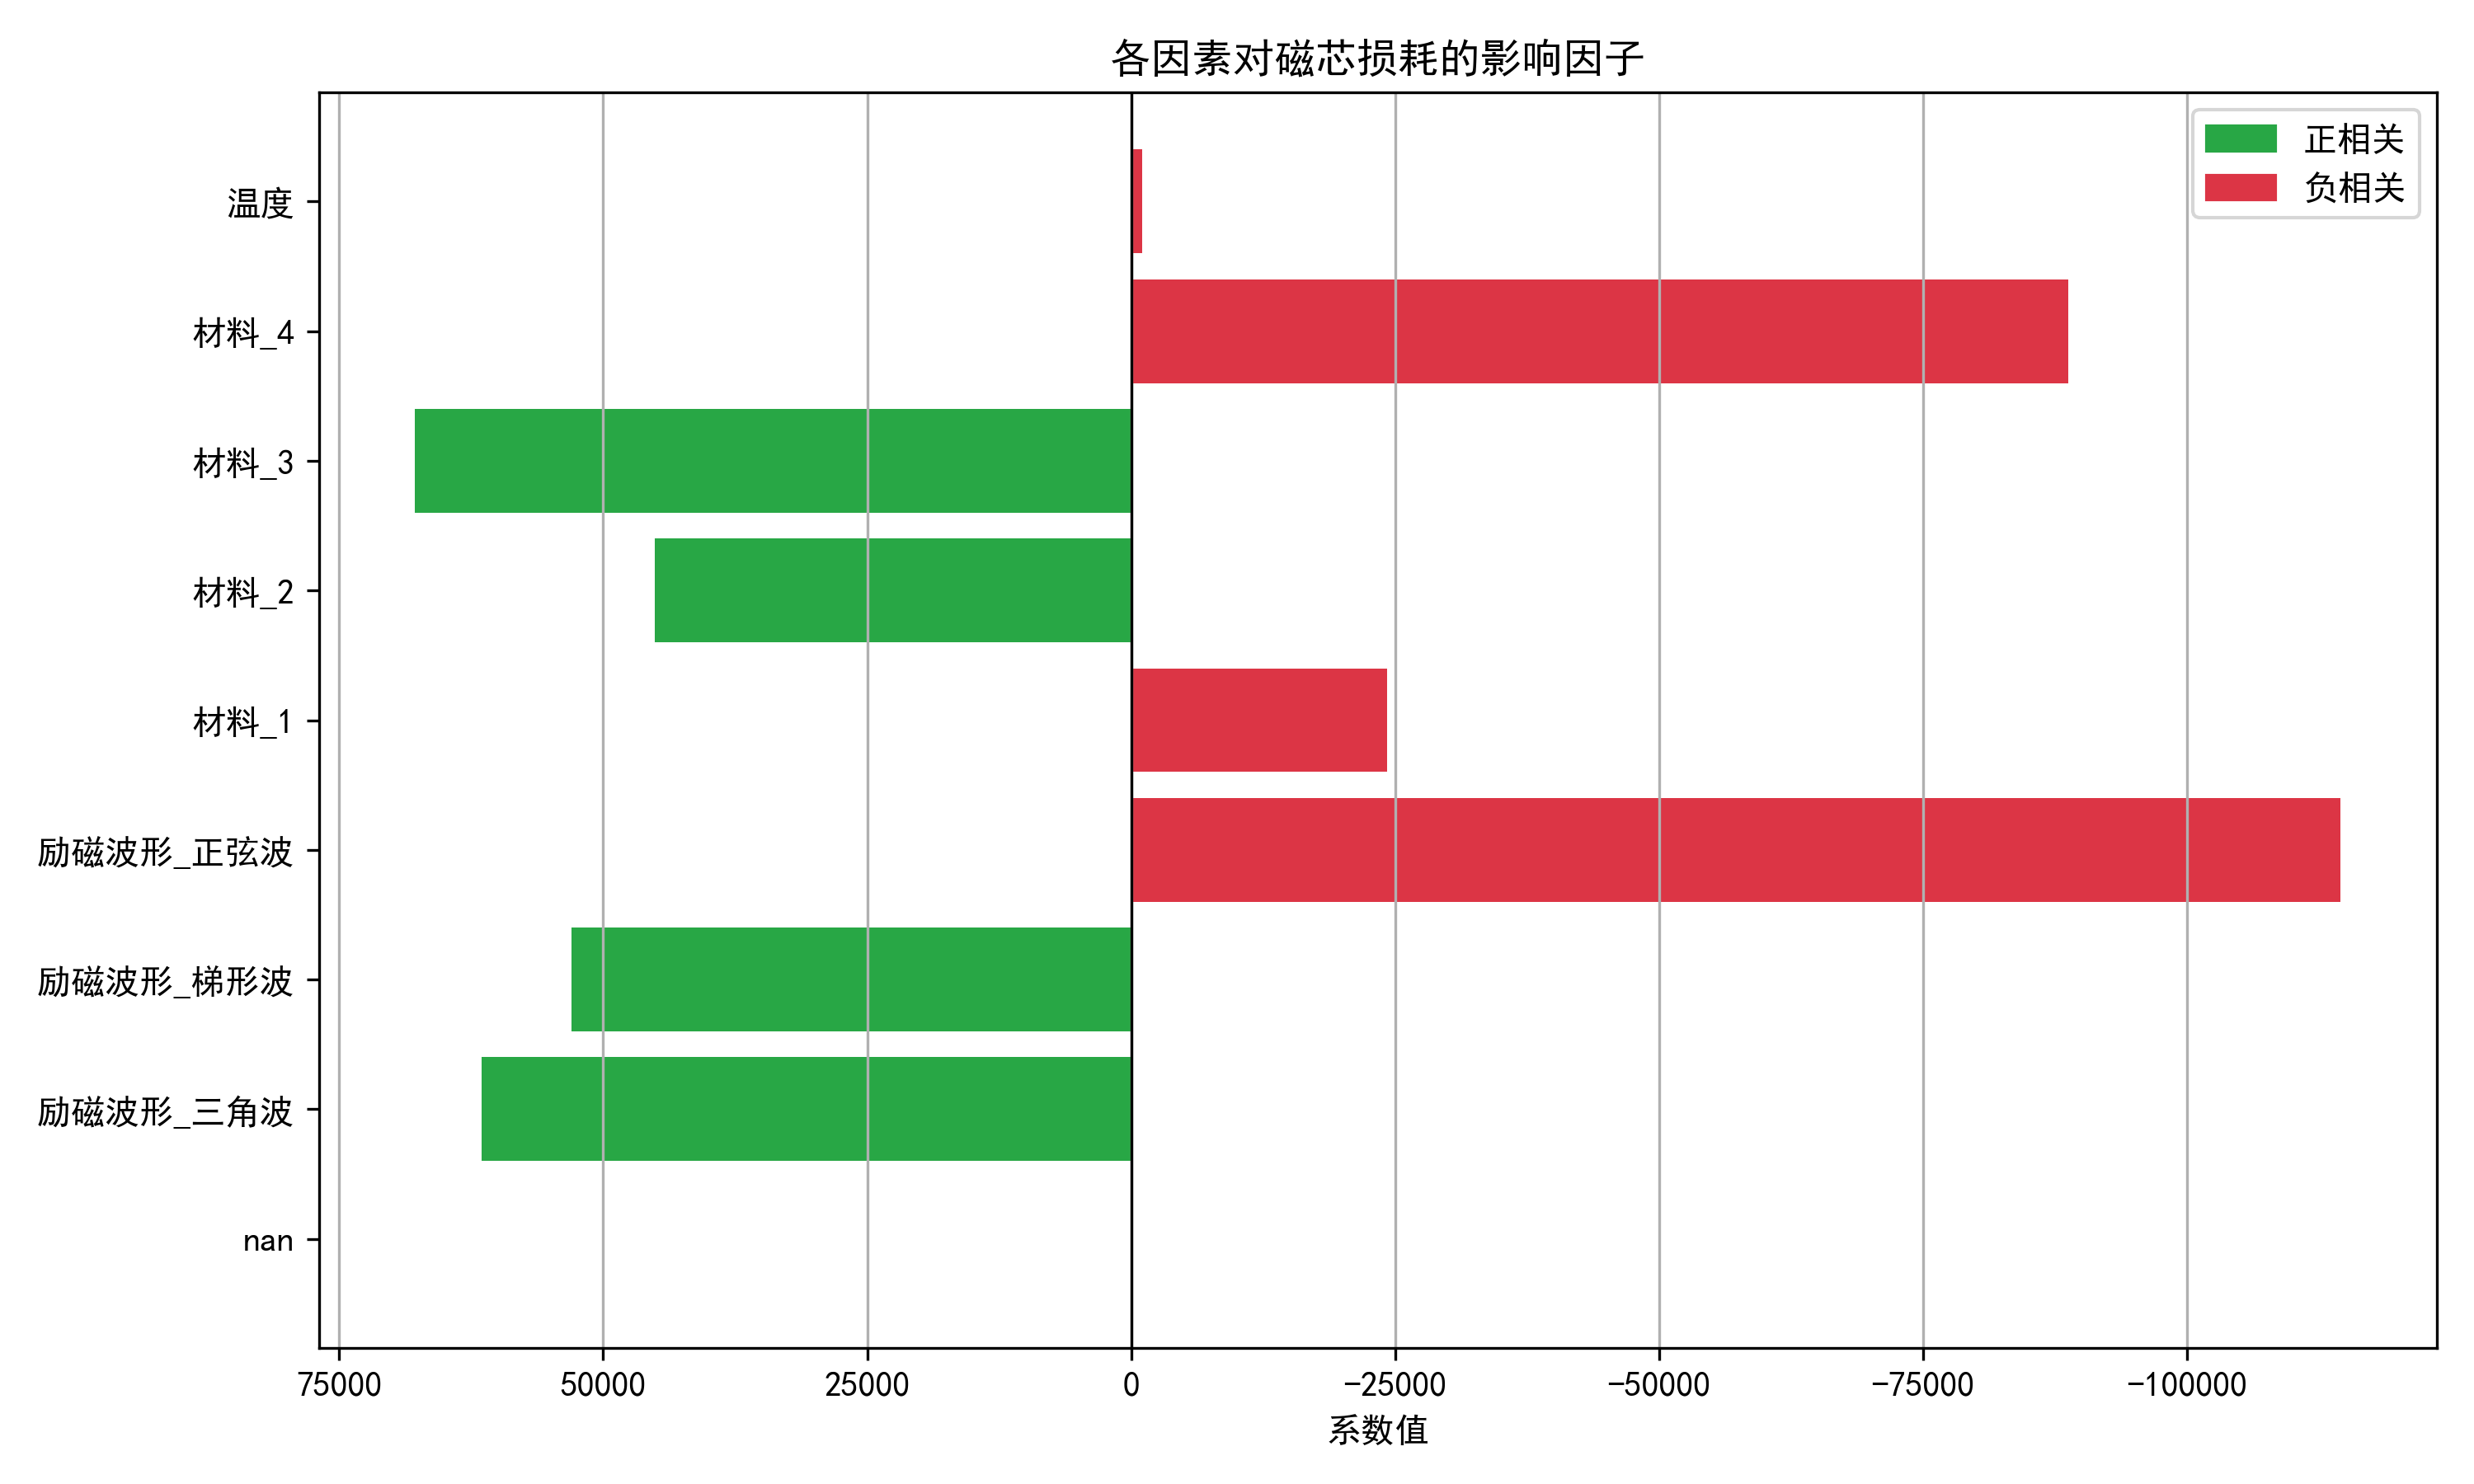 各因素对磁芯损耗的影响因子
正相关
负相关
温度
材料_4
材料_3
材料_2
材料_1
励磁波形_正弦波
励磁波形_梯形波
励磁波形_三角波
nan
75000 50000 25000 0 −25000 −50000 −75000 −100000
系数值